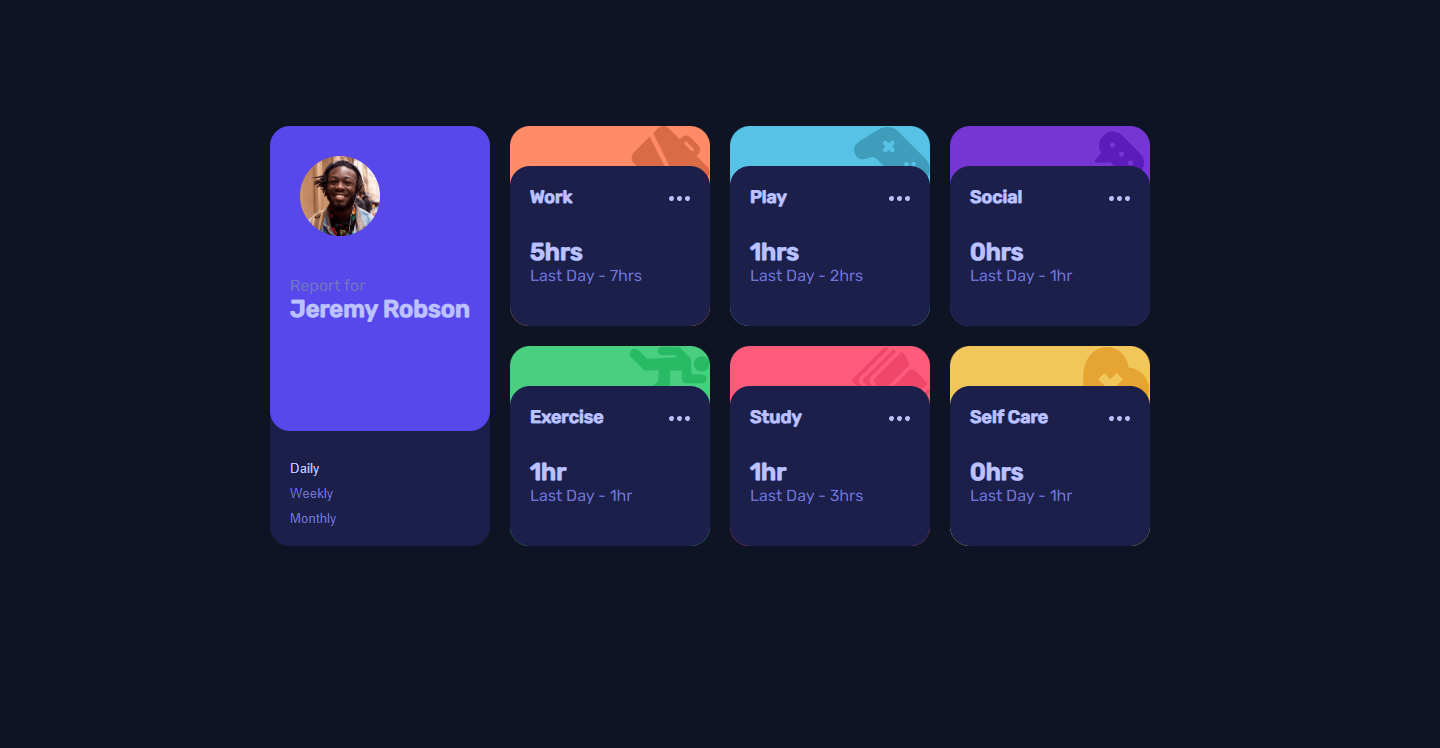 Report for
Jeremy Robson
Daily
Weekly
Monthly
Work
5hrs
Last Day - 7hrs
Play
1hrs
Last Day - 2hrs
Social
0hrs
Last Day - 1hr
Exercise
1hr
Last Day - 1hr
Study
1hr
Last Day - 3hrs
Self Care
0hrs
Last Day - 1hr